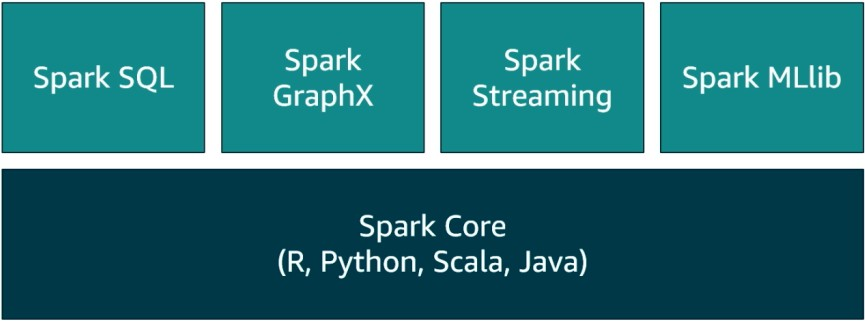 Spark SQL
Spark
GraphX
Spark
Streaming
Spark MLlib
Spark Core
(R, Python, Scala, Java)